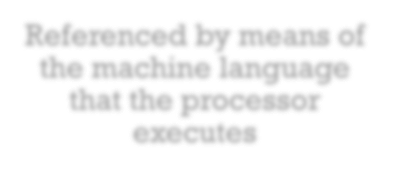 Referenced by means of
the machine language
that the processor
executes